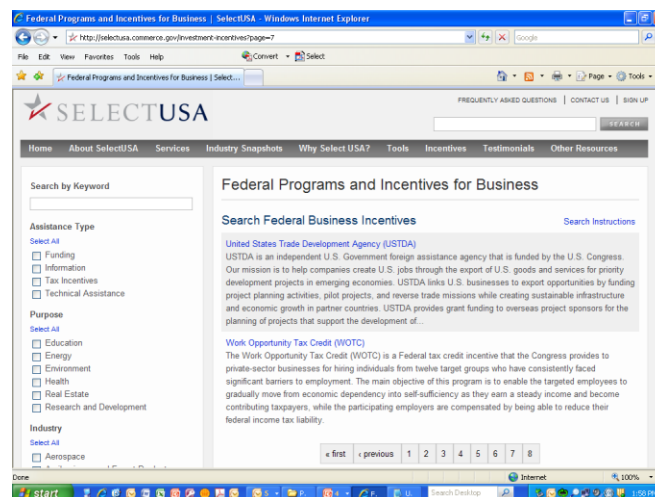 Federal Programs and Incentives for Business | SelectUSA - Windows Internet Explorer
http://selectusa.commerce.gov/investment-incentives?page=7
Google
File Edit View Favorites Tools Help
Convert
Select
Federal Programs and Incentives for Business | Select...
Page
Tools
FREQUENTLY ASKED QUESTIONS | CONTACT US | SIGN UP
SELECTUSA
SEARCH
Home About SelectUSA Services Industry Snapshots Why Select USA? Tools Incentives Testimonials Other Resources
Search by Keyword
Assistance Type
Select All
Funding
Information
Tax Incentives
Technical Assistance
Purpose
Select All
Education
Energy
Environment
Health
Real Estate
Research and Development
Industry
Select All
Aerospace
Federal Programs and Incentives for Business
Search Federal Business Incentives
Search Instructions
United States Trade Development Agency (USTDA)
USTDA is an independent U.S. Government foreign assistance agency that is funded by the U.S. Congress.
Our mission is to help companies create U.S. jobs through the export of U.S. goods and services for priority
development projects in emerging economies. USTDA links U.S. businesses to export opportunities by funding
project planning activities, pilot projects, and reverse trade missions while creating sustainable infrastructure
and economic growth in partner countries. USTDA provides grant funding to overseas project sponsors for the
planning of projects that support the development of...
Work Opportunity Tax Credit (WOTC)
The Work Opportunity Tax Credit (WOTC) is a Federal tax credit incentive that the Congress provides to
private-sector businesses for hiring individuals from twelve target groups who have consistently faced
significant barriers to employment. The main objective of this program is to enable the targeted employees to
gradually move from economic dependency into self-sufficiency as they earn a steady income and become
contributing taxpayers, while the participating employers are compensated by being able to reduce their
federal income tax liability.
« first ‹ previous 1 2 3 4 5 6 7 8
Done
Internet
100%
start
Search Desktop
1:58 PM